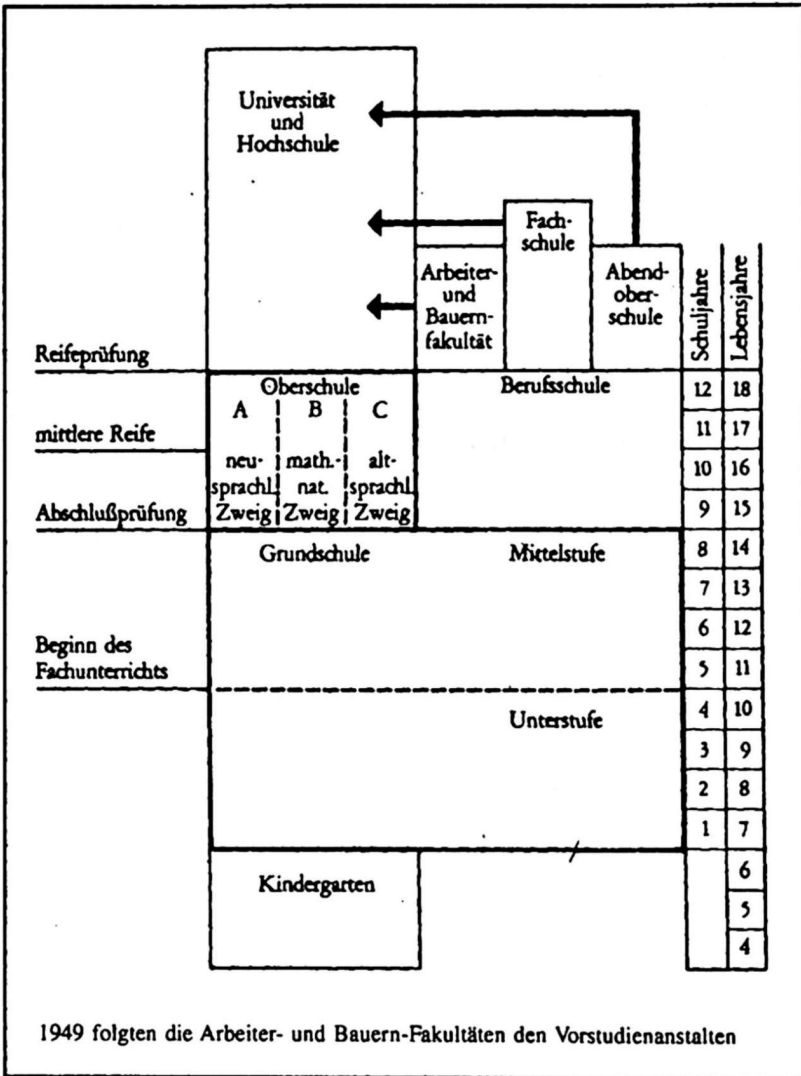 Universität
und
Hochschule
Fach-
schule
Arbeiter-
und
Bauern-
fakultät
Abend-
ober-
schule
Schuljahre
Lebensjahre
Reifeprüfung
Oberschule
Berufsschule
12 18
A B C
mittlere Reife
11 17
neu- math.- alt-
10 16
sprachl. nat. sprachl.
Abschlußprüfung
Zweig Zweig Zweig
9 15
Grundschule
Mittelstufe
8 14
7 13
6 12
Beginn des
Fachunterrichts
5 11
Unterstufe
4 10
3 9
2 8
1 7
Kindergarten
6
5
4
1949 folgten die Arbeiter- und Bauern-Fakultäten den Vorstudienanstalten